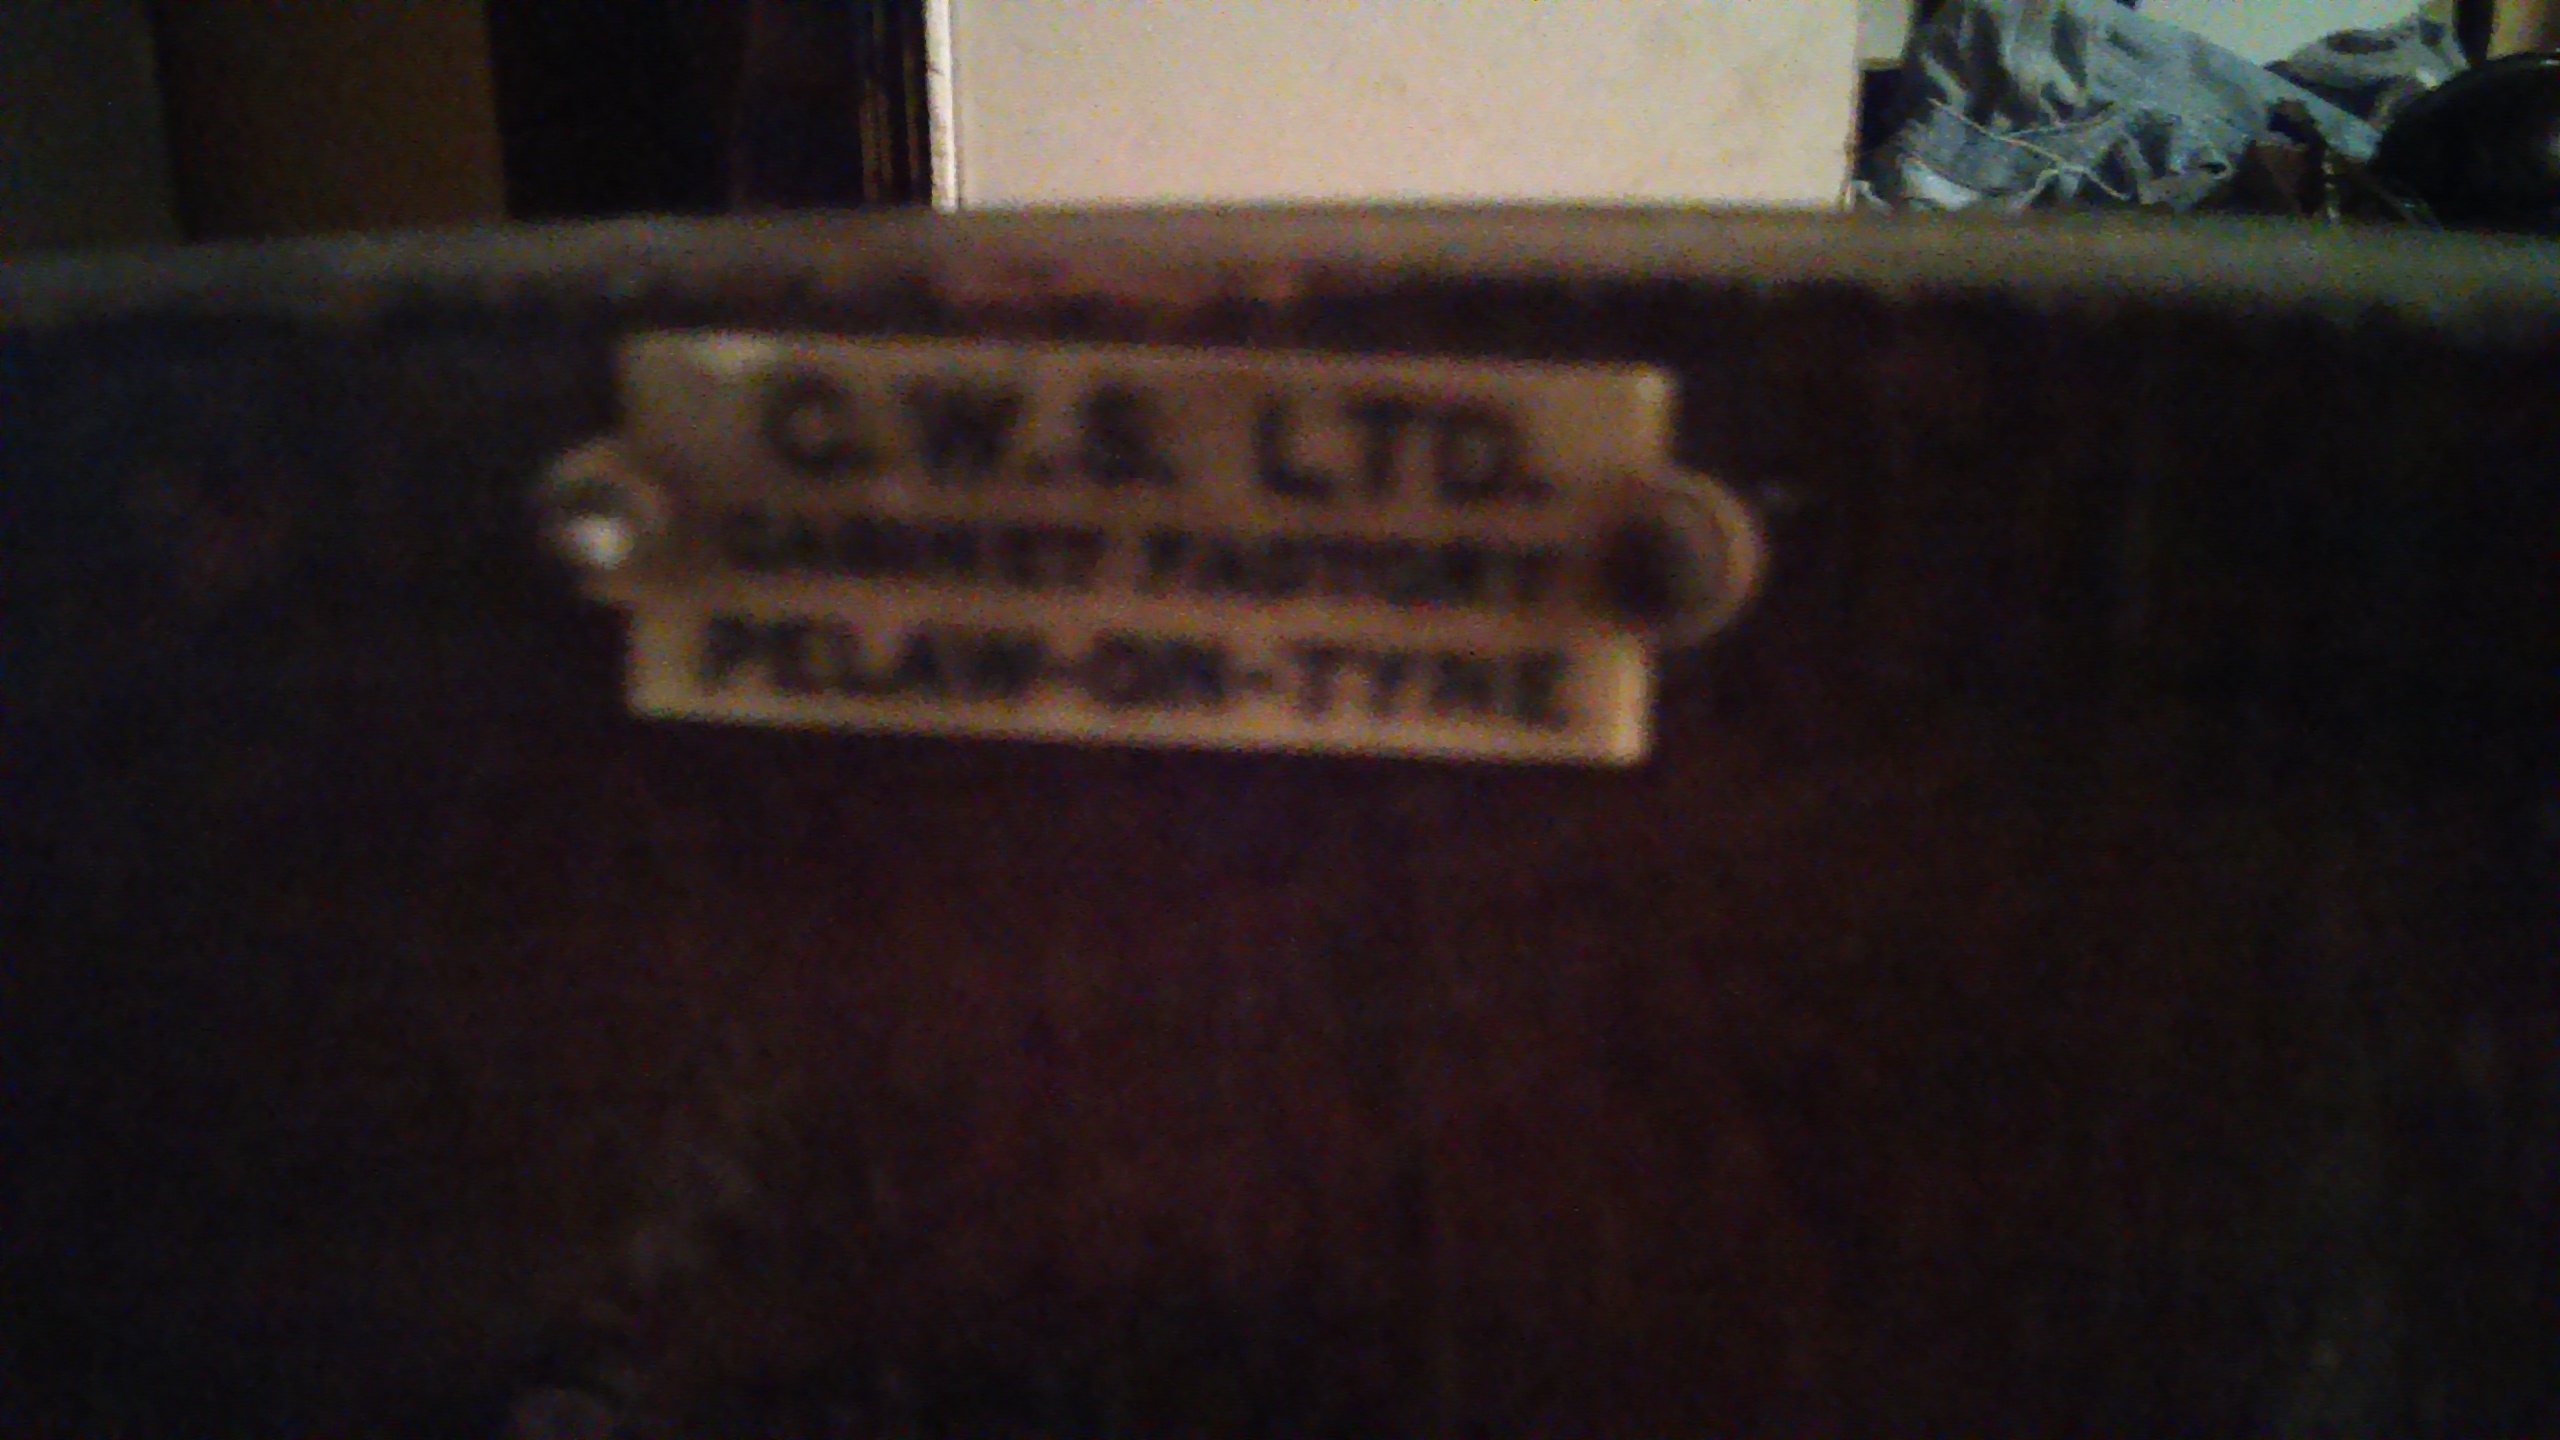 C.W.S. LTD.
CABINET FACTORY
PELAW-ON-TYNE